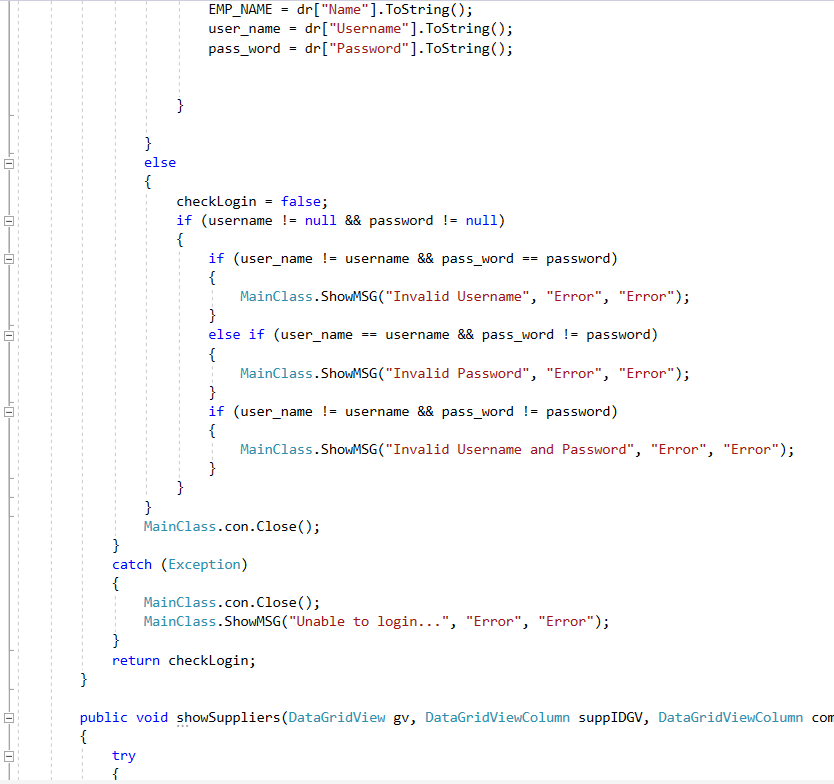 EMP_NAME = dr["Name"].ToString();
user_name = dr["Username"].ToString();
pass_word = dr["Password"].ToString();
}
}
else
{
checkLogin = false;
if (username != null && password != null)
{
if (user_name != username && pass_word == password)
{
MainClass.ShowMSG("Invalid Username", "Error", "Error");
}
else if (user_name == username && pass_word != password)
{
MainClass.ShowMSG("Invalid Password", "Error", "Error");
}
if (user_name != username && pass_word != password)
{
MainClass.ShowMSG("Invalid Username and Password", "Error", "Error");
}
}
}
MainClass.con.Close();
}
catch (Exception)
{
MainClass.con.Close();
MainClass.ShowMSG("Unable to login...", "Error", "Error");
}
return checkLogin;
}
public void showSuppliers(DataGridView gv, DataGridViewColumn suppIDGV, DataGridViewColumn com
{
try
{